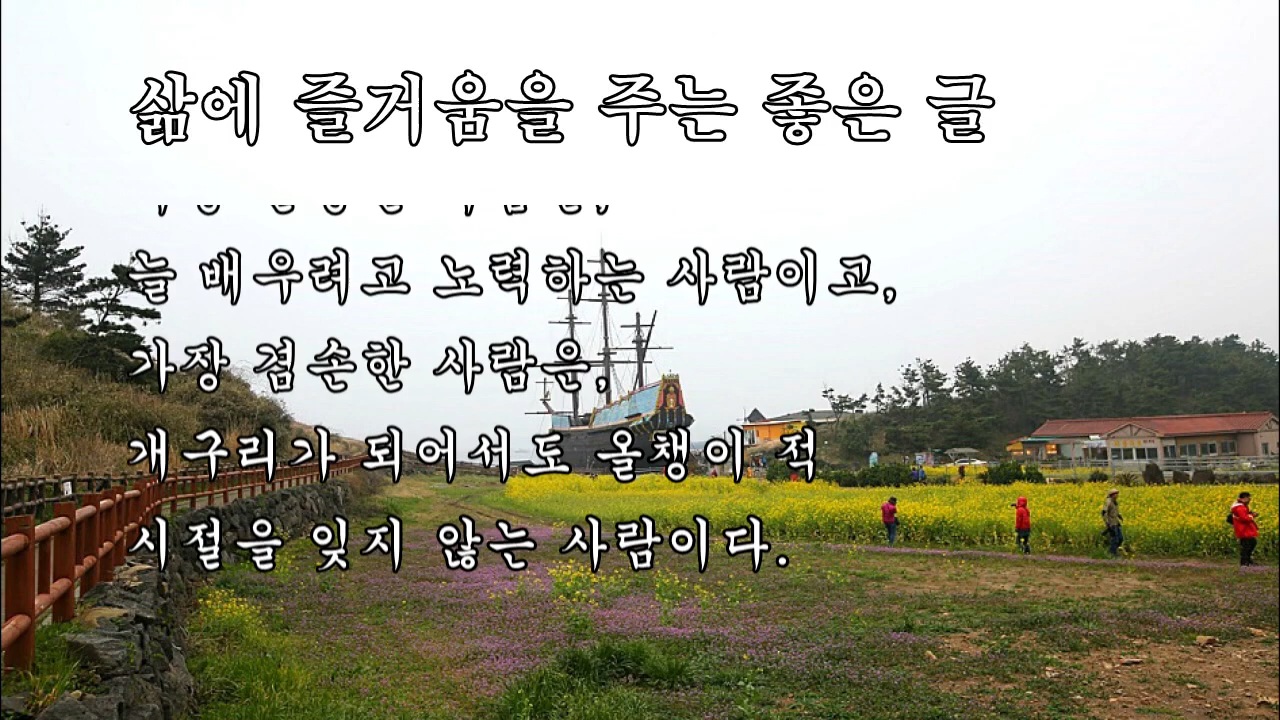 삶에 즐거움을 주는 좋은 글
늘 배우려고 노력하는 사람이고,
가장 겸손한 사람은,
개구리가 되어서도 올챙이 적
시절을 잊지 않는 사람이다.